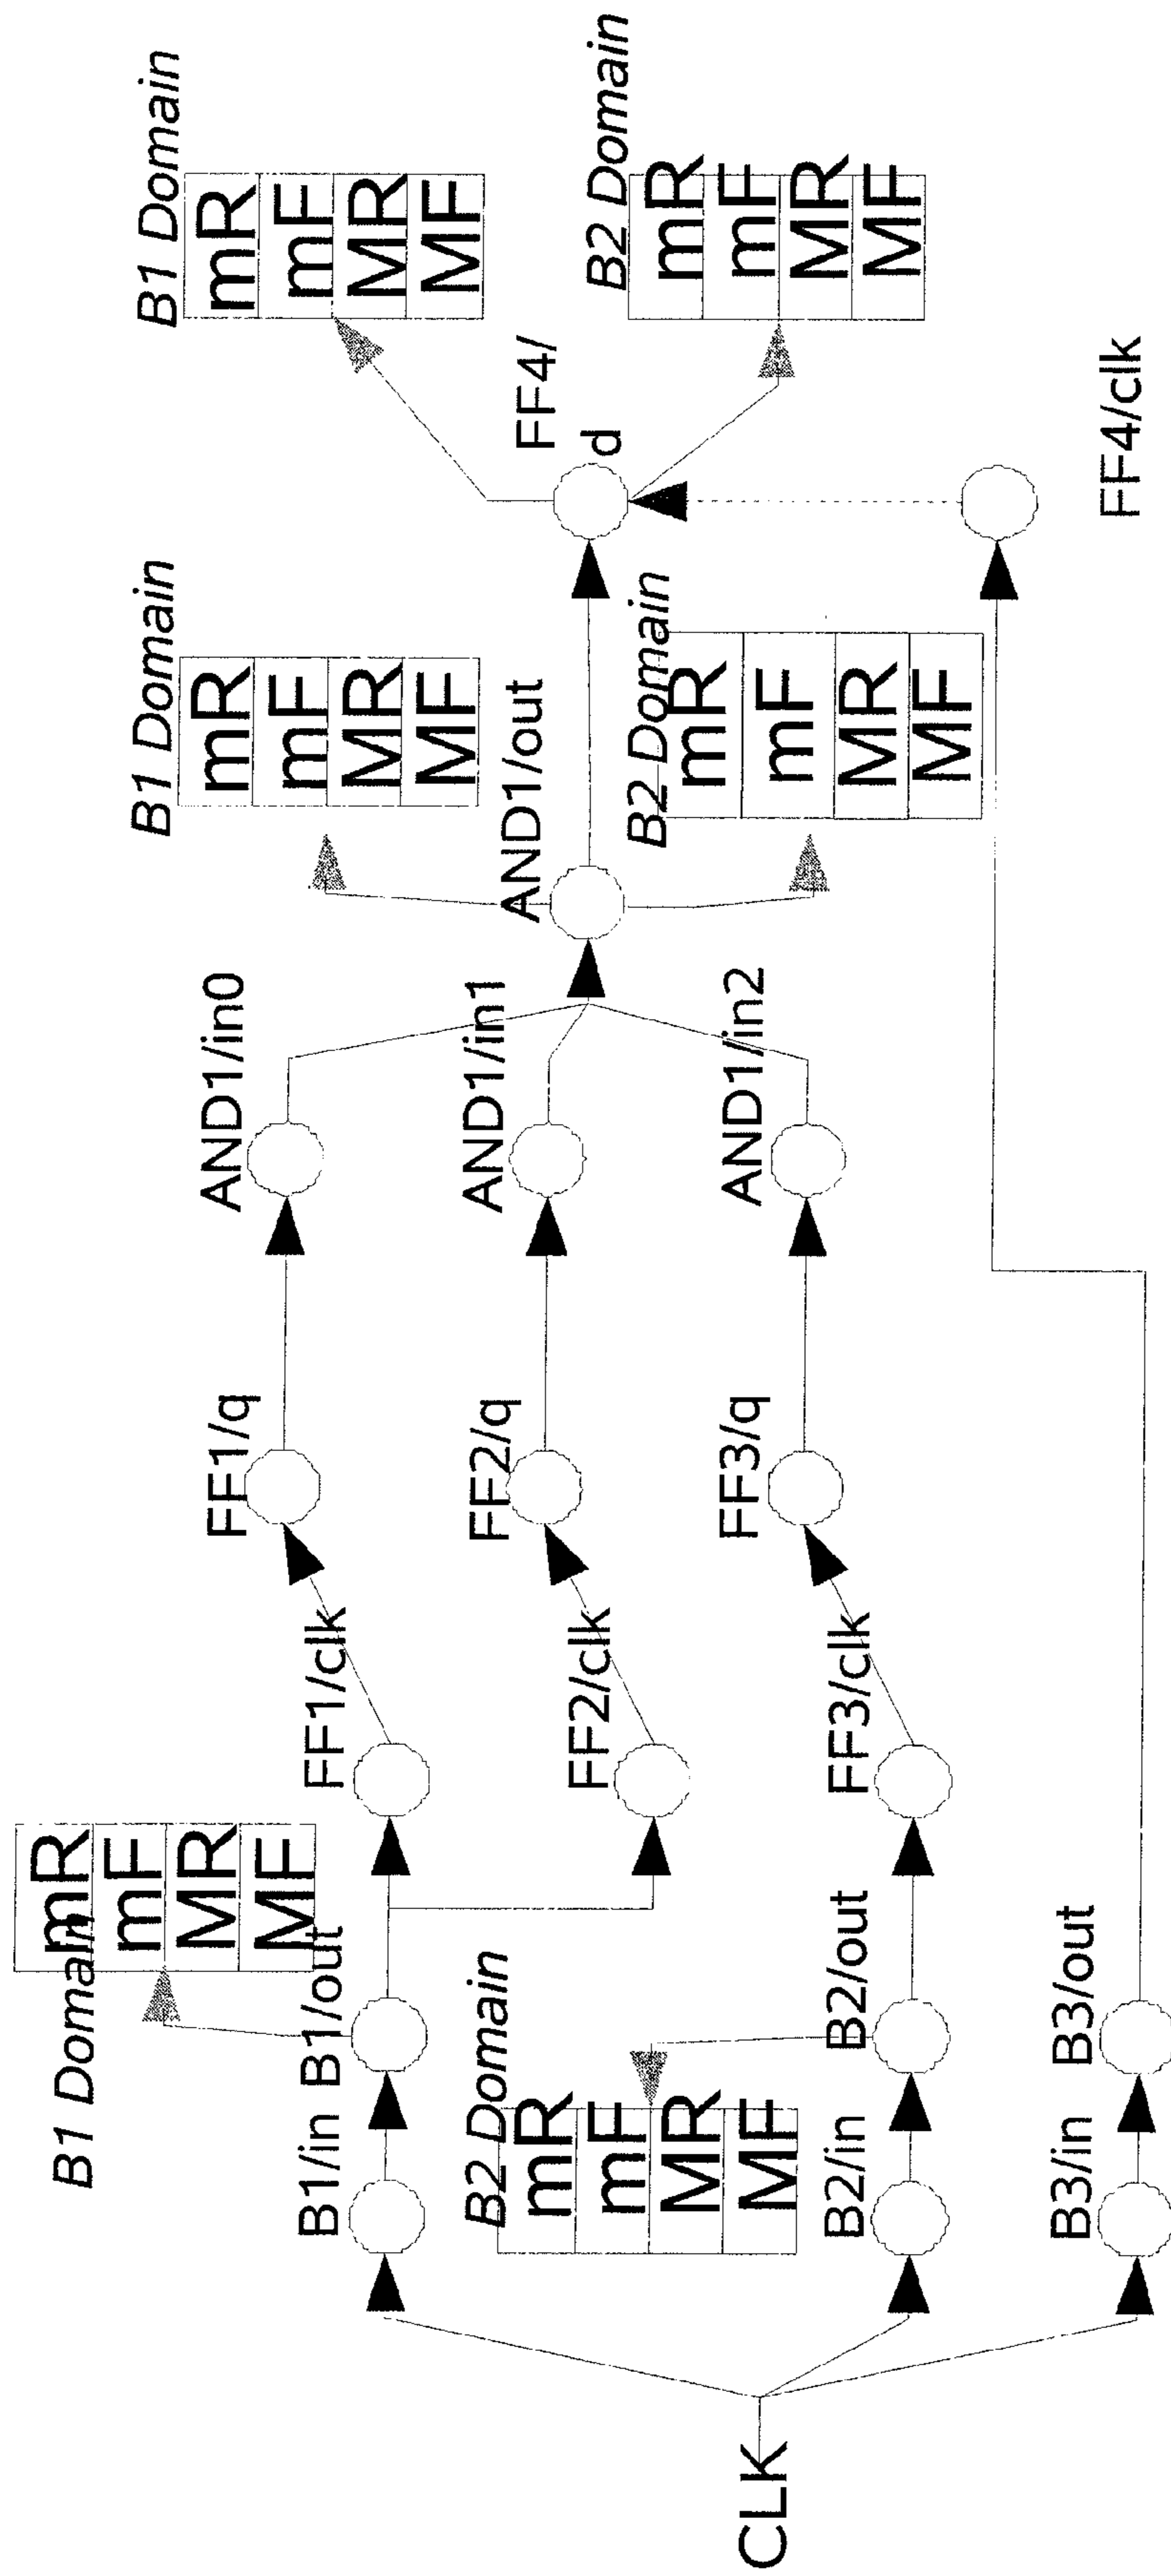 CLK
B1/in
B1/out
B1 Domain
mR
mF
MR
MF
B2 Domain
mR
mF
MR
MF
B2/in
B2/out
B3/in
B3/out
FF1/clk
FF2/clk
FF3/clk
FF1/q
FF2/q
FF3/q
AND1/in0
AND1/in1
AND1/in2
AND1/out
B1 Domain
mR
mF
MR
MF
B2 Domain
mR
mF
MR
MF
FF4/
d
FF4/clk
B1 Domain
mR
mF
MR
MF
B2 Domain
mR
mF
MR
MF